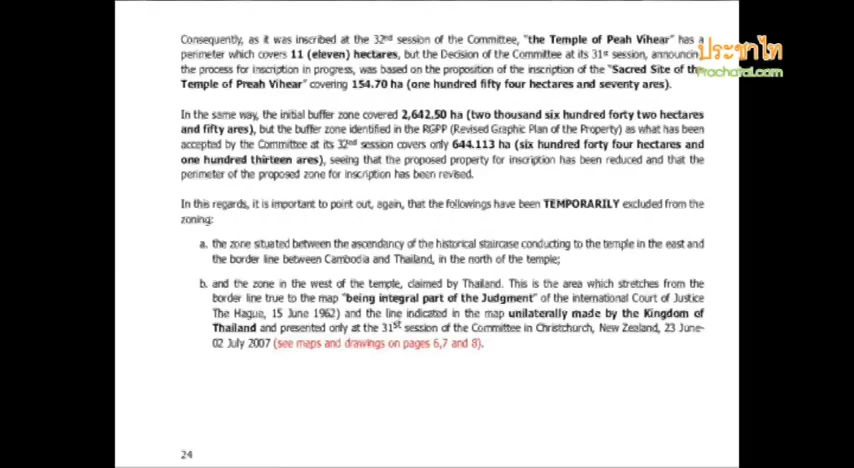 Consequently, as it was inscribed at the 32nd session of the Committee, "the Temple of Peah Vihear" has a
perimeter which covers 11 (eleven) hectares, but the Decision of the Committee at its 31st session, announcin
the process for inscription in progress, was based on the proposition of the inscription of the "Sacred Site of th
Temple of Preah Vihear" covering 154.70 ha (one hundred fifty four hectares and seventy ares).
ประชาไท
Prachatai.com
In the same way, the initial buffer zone covered 2,642.50 ha (two thousand six hundred forty two hectares
and fifty ares), but the buffer zone identified in the RGPP (Revised Graphic Plan of the Property) as what has been
accepted by the Committee at its 32nd session covers only 644.113 ha (six hundred forty four hectares and
one hundred thirteen ares), seeing that the proposed property for inscription has been reduced and that the
perimeter of the proposed zone for inscription has been revised.
In this regards, it is important to point out, again, that the followings have been TEMPORARILY excluded from the
zoning:
a. the zone situated between the ascendancy of the historical staircase conducting to the temple in the east and
the border line between Cambodia and Thailand, in the north of the temple;
b. and the zone in the west of the temple, claimed by Thailand. This is the area which stretches from the
border line true to the map "being integral part of the Judgment" of the international Court of Justice
The Hague, 15 June 1962) and the line indicated in the map unilaterally made by the Kingdom of
Thailand and presented only at the 31st session of the Committee in Christchurch, New Zealand, 23 June-
02 July 2007 (see maps and drawings on pages 6,7 and 8).
24